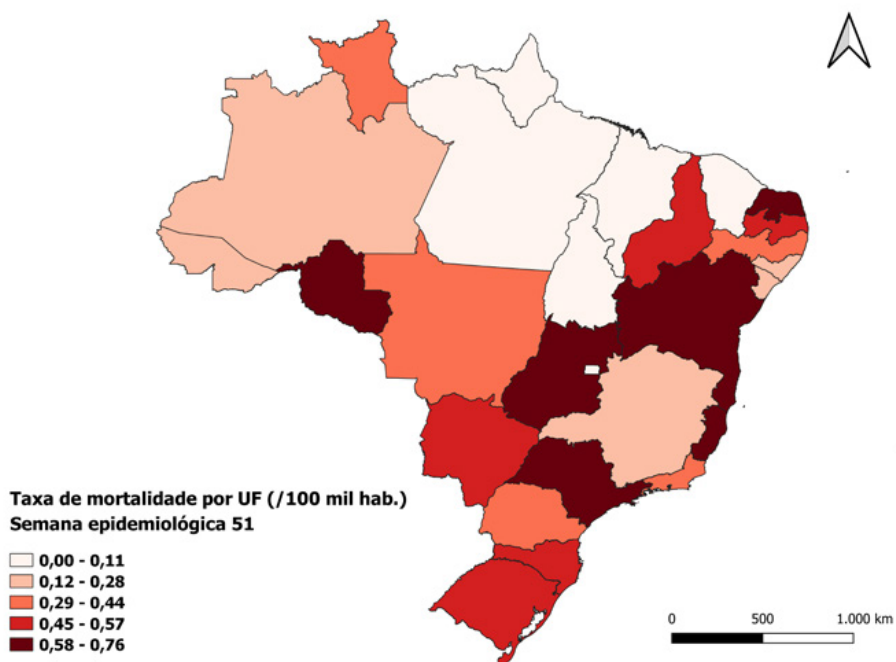 Taxa de mortalidade por UF (/100 mil hab.)
Semana epidemiológica 51
0,00 - 0,11
0,12 - 0,28
0,29 - 0,44
0,45 - 0,57
0,58 - 0,76
0 500 1.000 km